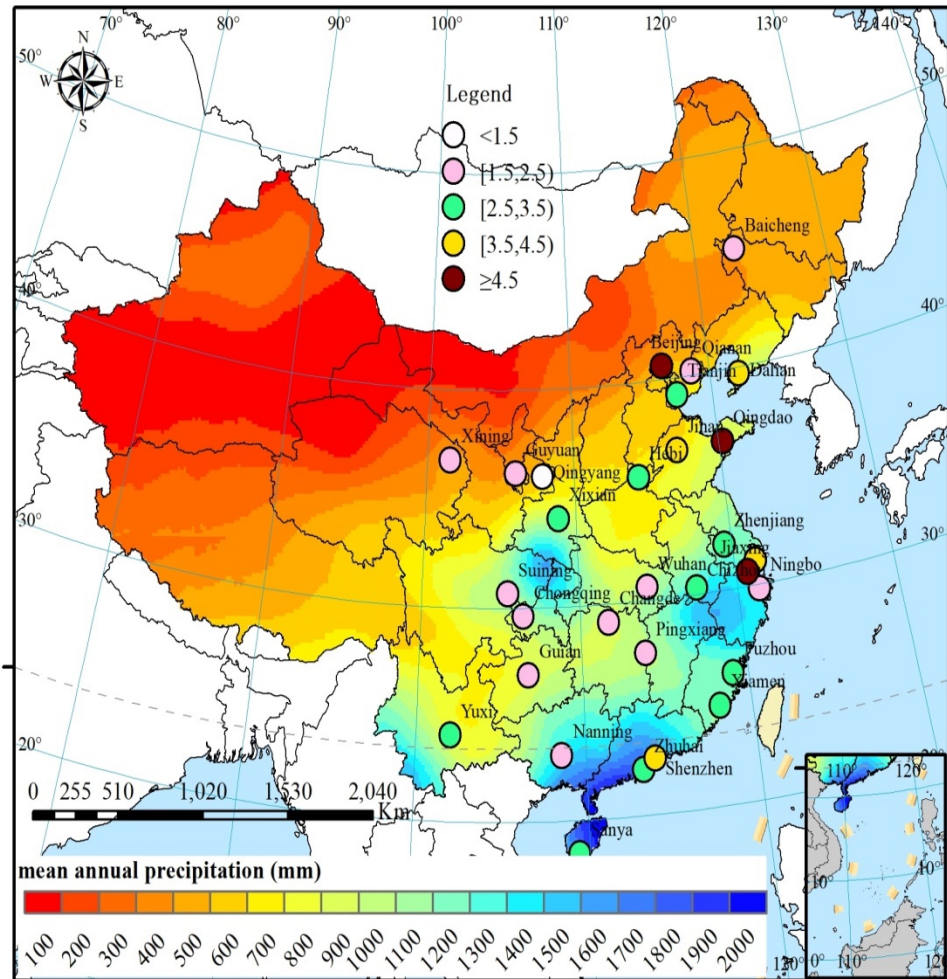 70° 80° 90° 100° 110° 120° 130° 140°
50° 50°
N
W E
S
Legend
<1.5
[1.5,2.5)
[2.5,3.5)
[3.5,4.5)
≥4.5
Baicheng
40° 40°
Beijing
Qianan
Tianjin
Dalian
Qingdao
Jinan
Xining
Guyuan
Hebi
Qingyang
Xixian
30° 30°
Zhenjiang
Jiaxing
Suining
Wuhan
Chizhou
Ningbo
Chongqing
Changde
Pingxiang
Guian
Fuzhou
Xiamen
Yuxi
Nanning
Zhuhai
Shenzhen
20°
0 255 510 1,020 1,530 2,040
Km
Sanya
110° 120°
mean annual precipitation (mm)
10° 10°
100 200 300 400 500 600 700 800 900 1000 1100 1200 1300 1400 1500 1600 1700 1800 1900 2000
0° 110°
120°